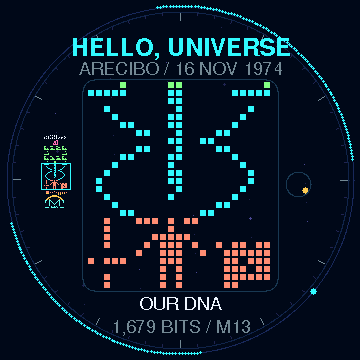 HELLO, UNIVERSE
ARECIBO / 16 NOV 1974
OUR DNA
1,679 BITS / M13